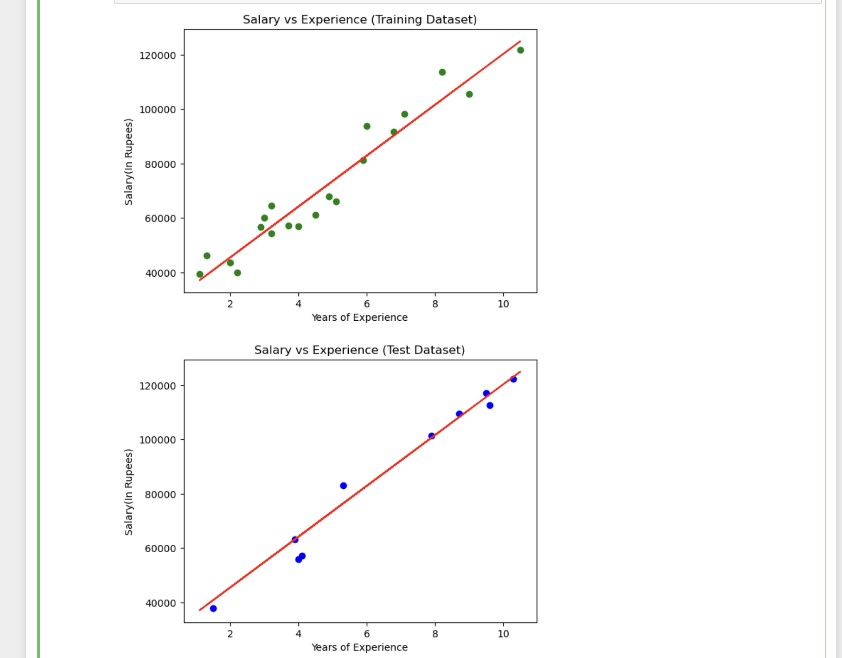 Salary vs Experience (Training Dataset)
120000
100000
80000
60000
40000
Salary(In Rupees)
2 4 6 8 10
Years of Experience
Salary vs Experience (Test Dataset)
120000
100000
80000
60000
40000
Salary(In Rupees)
2 4 6 8 10
Years of Experience